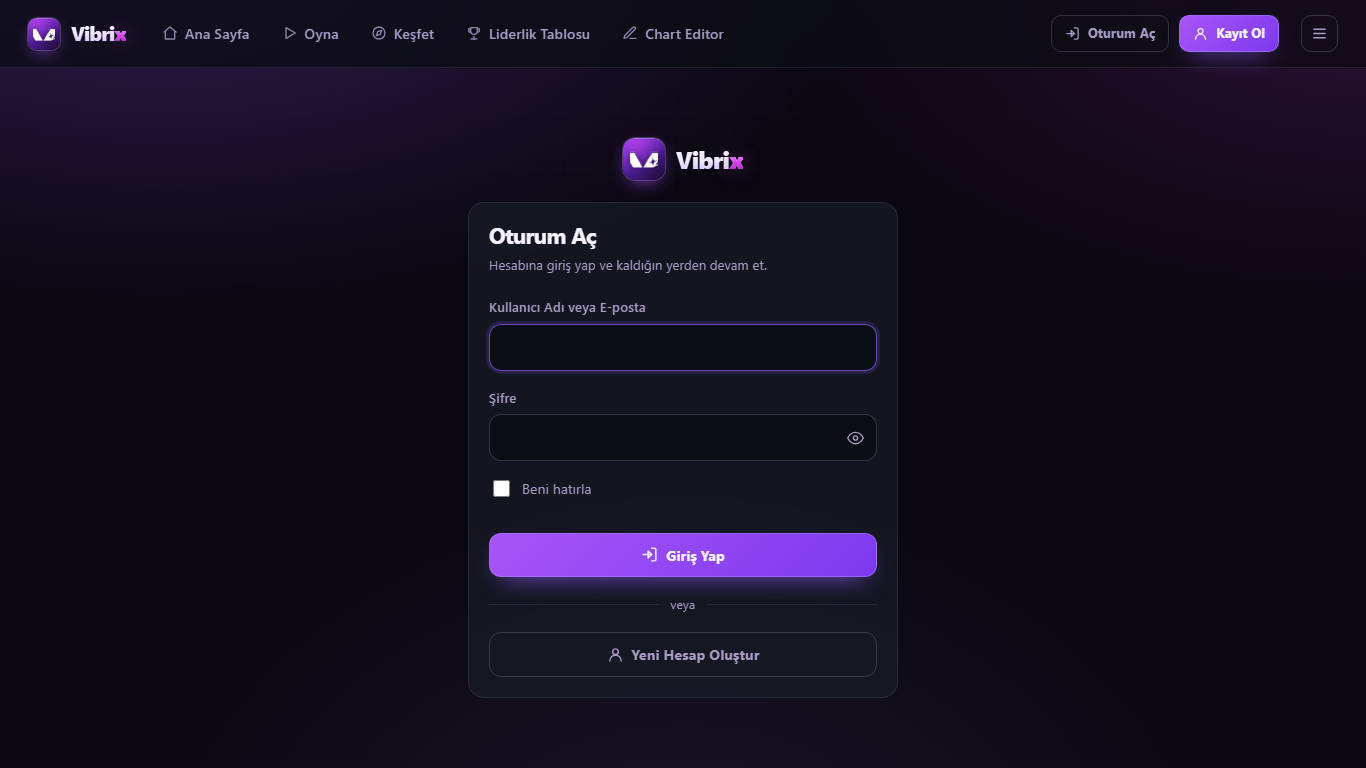 Vibrix
Ana Sayfa
Oyna
Keşfet
Liderlik Tablosu
Chart Editor
Oturum Aç
Kayıt Ol
Vibrix
Oturum Aç
Hesabına giriş yap ve kaldığın yerden devam et.
Kullanıcı Adı veya E-posta
Şifre
Beni hatırla
Giriş Yap
veya
Yeni Hesap Oluştur